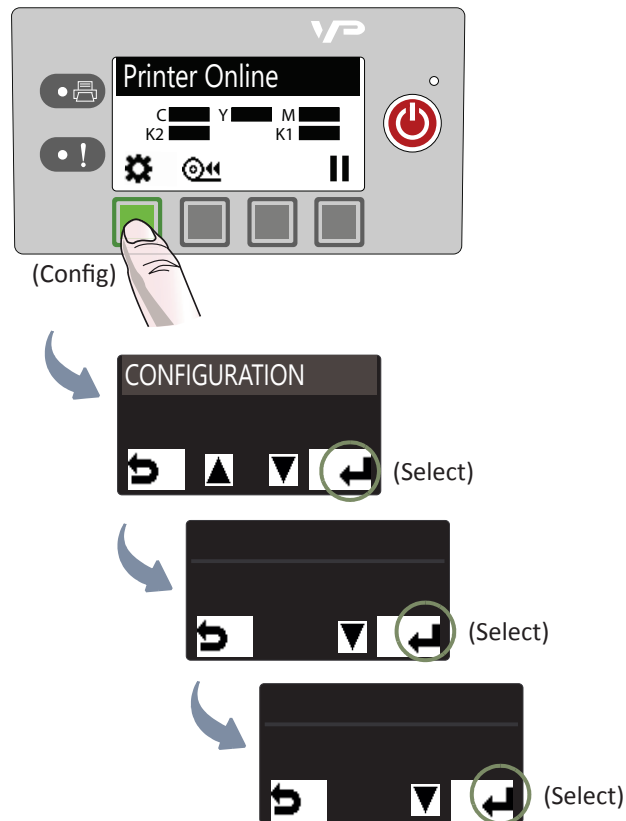 VP
Printer Online
C Y M
K2 K1
(Config)
CONFIGURATION
(Select)
(Select)
(Select)